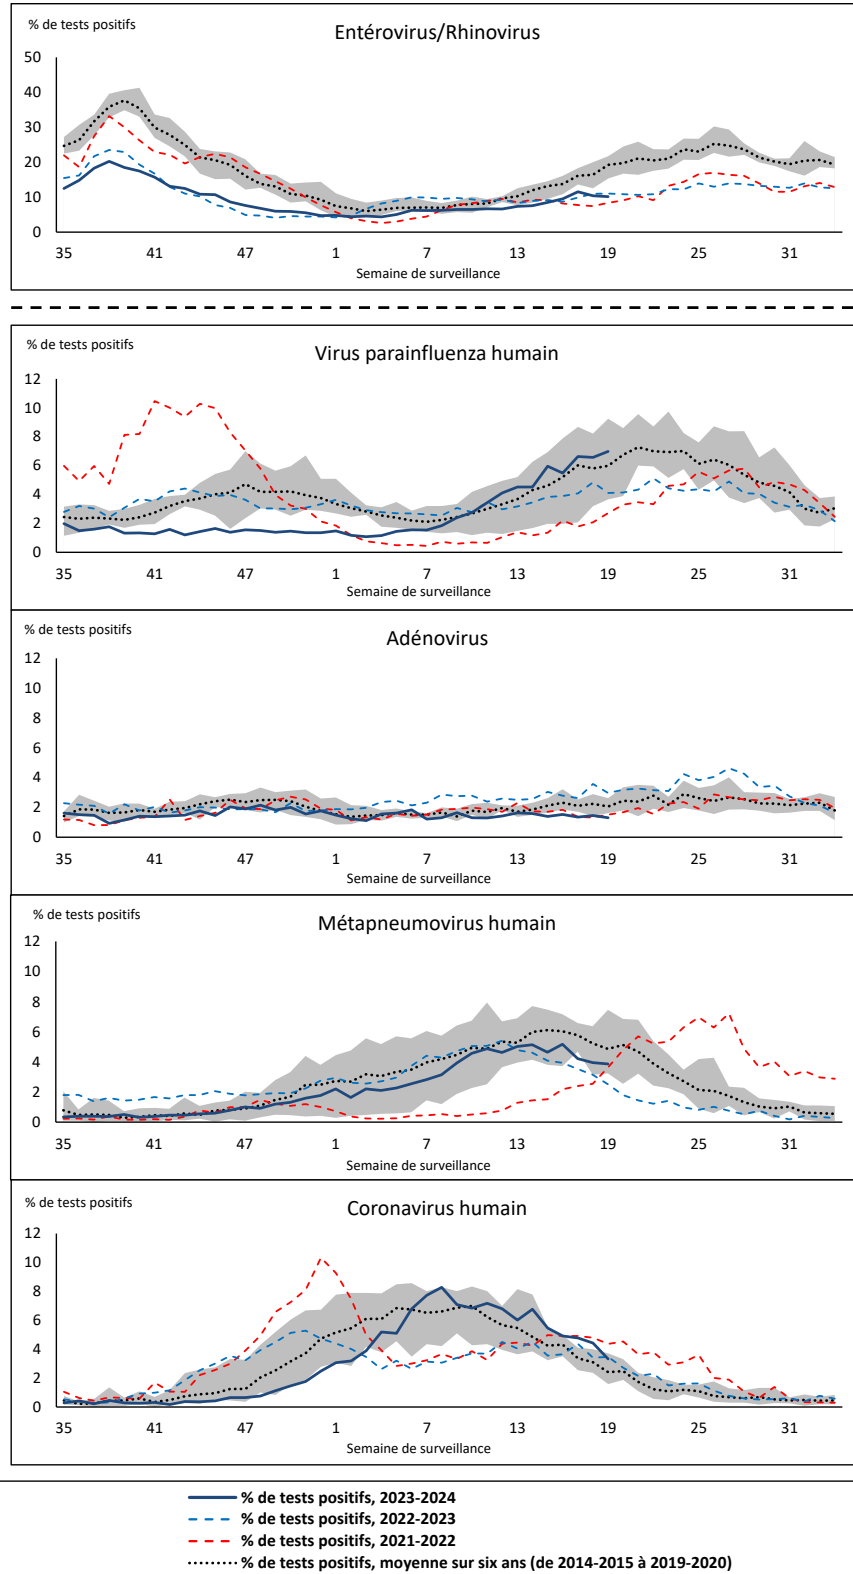 % de tests positifs
Entérovirus/Rhinovirus
50
40
30
20
10
0
35 41 47 1 7 13 19 25 31
Semaine de surveillance
% de tests positifs
Virus parainfluenza humain
12
10
8
6
4
2
0
35 41 47 1 7 13 19 25 31
Semaine de surveillance
% de tests positifs
Adénovirus
12
10
8
6
4
2
0
35 41 47 1 7 13 19 25 31
Semaine de surveillance
% de tests positifs
Métapneumovirus humain
12
10
8
6
4
2
0
35 41 47 1 7 13 19 25 31
Semaine de surveillance
% de tests positifs
Coronavirus humain
12
10
8
6
4
2
0
35 41 47 1 7 13 19 25 31
Semaine de surveillance
% de tests positifs, 2023-2024
% de tests positifs, 2022-2023
% de tests positifs, 2021-2022
% de tests positifs, moyenne sur six ans (de 2014-2015 à 2019-2020)